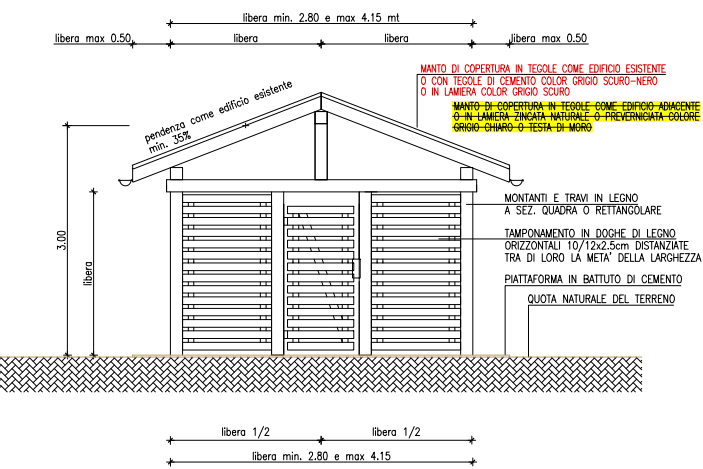 libera min. 2.80 e max 4.15 mt
libera max 0.50
libera
libera
libera max 0.50
MANTO DI COPERTURA IN TEGOLE COME EDIFICIO ESISTENTE
O CON TEGOLE DI CEMENTO COLOR GRIGIO SCURO-NERO
O IN LAMIERA COLOR GRIGIO SCURO
MANTO DI COPERTURA IN TEGOLE COME EDIFICIO ADIACENTE
O IN LAMIERA ZINCATA NATURALE O PREVERNICIATA COLORE
GRIGIO CHIARO O TESTA DI MORO
pendenza come edificio esistente
min. 35%
3.00
libera
MONTANTI E TRAVI IN LEGNO
A SEZ. QUADRA O RETTANGOLARE
TAMPONAMENTO IN DOGHE DI LEGNO
ORIZZONTALI 10/12x2.5cm DISTANZIATE
TRA DI LORO LA META' DELLA LARGHEZZA
PIATTAFORMA IN BATTUTO DI CEMENTO
QUOTA NATURALE DEL TERRENO
libera 1/2
libera 1/2
libera min. 2.80 e max 4.15